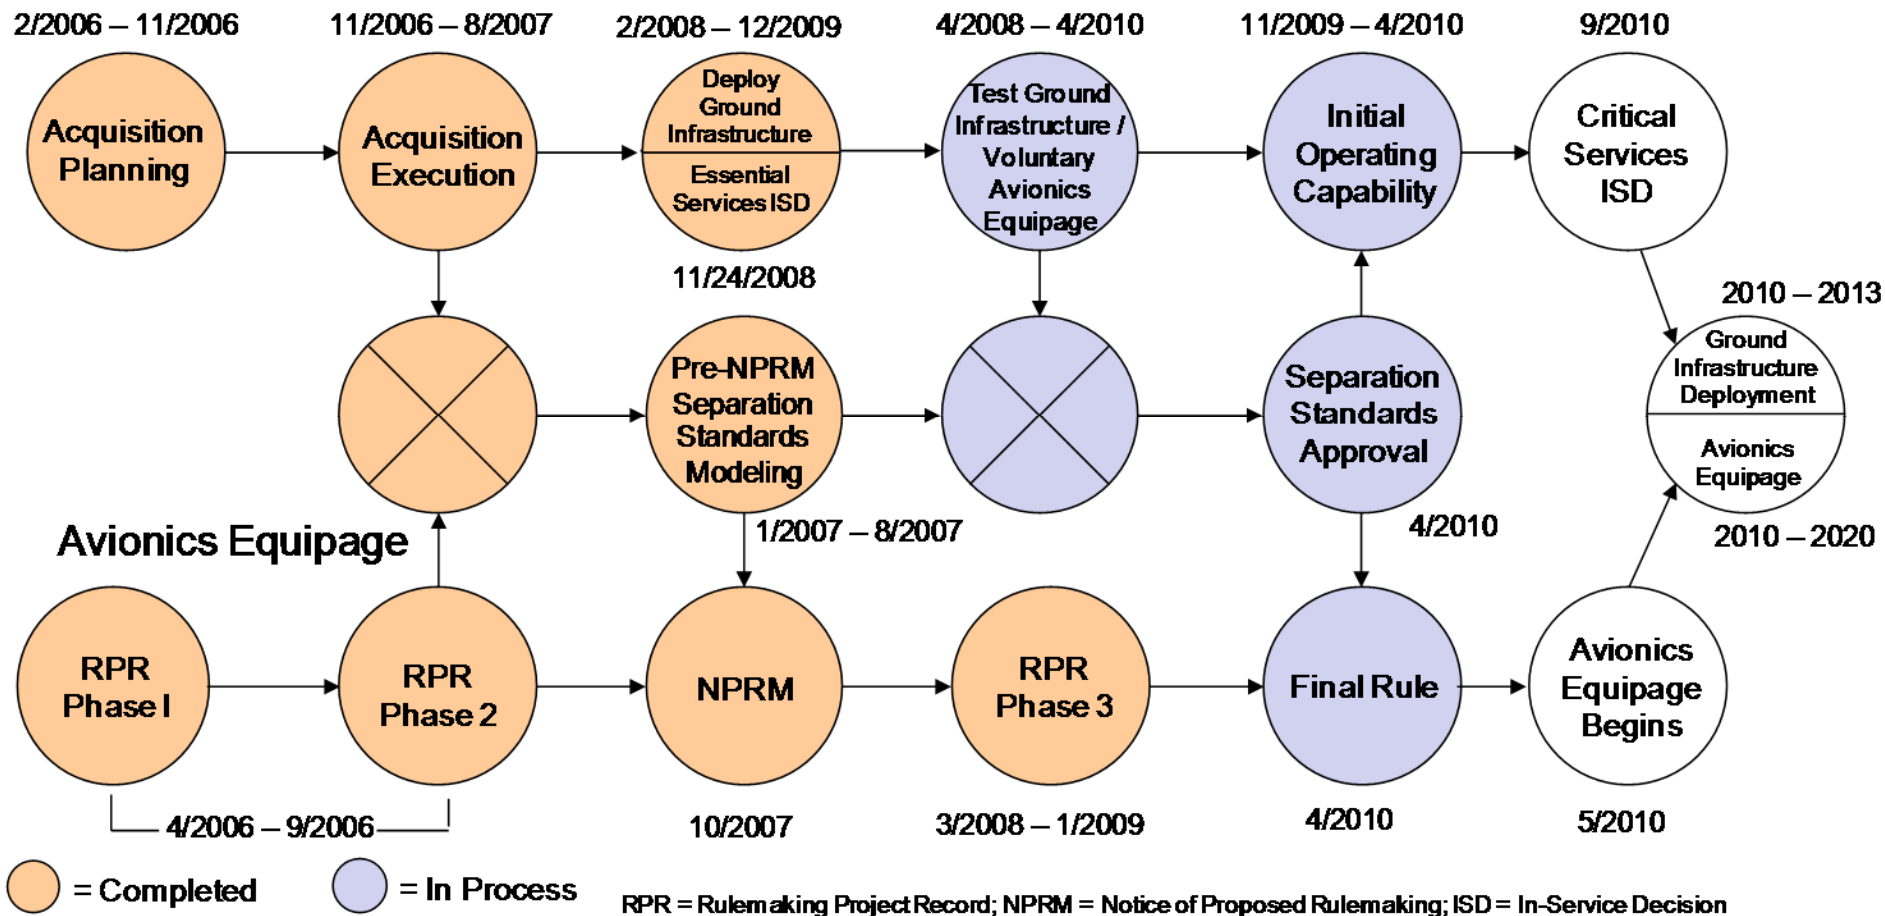 2/2006 – 11/2006
11/2006 – 8/2007
2/2008 – 12/2009
4/2008 – 4/2010
11/2009 – 4/2010
9/2010
Acquisition
Planning
Acquisition
Execution
Deploy
Ground
Infrastructure
Essential
Services ISD
Test Ground
Infrastructure /
Voluntary
Avionics
Equipage
Initial
Operating
Capability
Critical
Services
ISD
11/24/2008
2010 – 2013
Pre-NPRM
Separation
Standards
Modeling
Separation
Standards
Approval
Ground
Infrastructure
Deployment
Avionics
Equipage
1/2007 – 8/2007
4/2010
2010 – 2020
Avionics Equipage
RPR
Phase I
RPR
Phase 2
NPRM
RPR
Phase 3
Final Rule
Avionics
Equipage
Begins
4/2006 – 9/2006
10/2007
3/2008 – 1/2009
4/2010
5/2010
= Completed
= In Process
RPR = Rulemaking Project Record; NPRM = Notice of Proposed Rulemaking; ISD = In-Service Decision